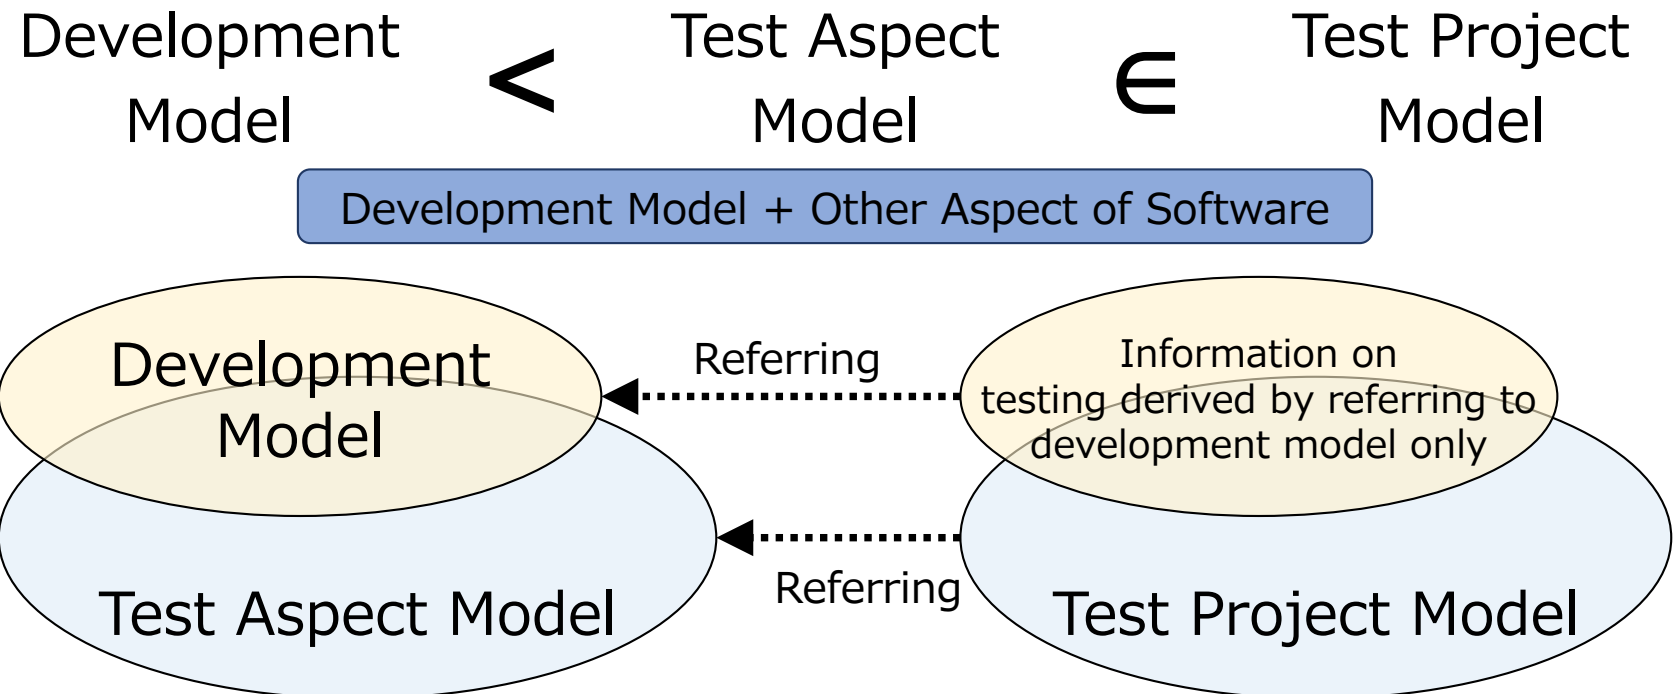 Development
Model
<
Test Aspect
Model
∈
Test Project
Model
Development Model + Other Aspect of Software
Development
Model
Referring
Information on
testing derived by referring to
development model only
Referring
Test Aspect Model
Test Project Model